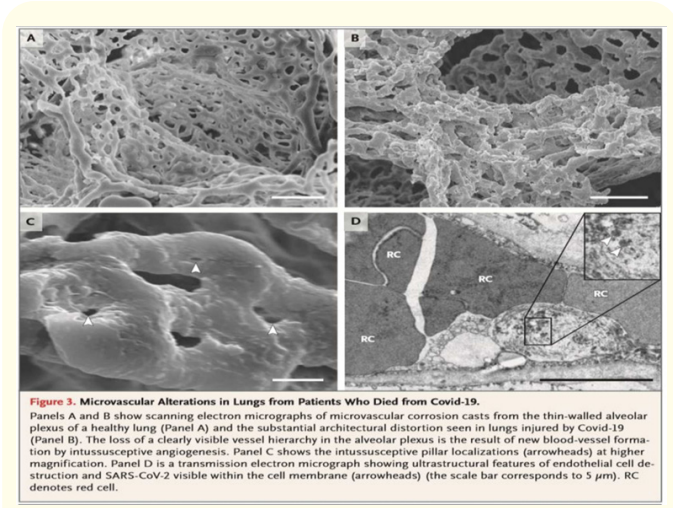 A
B
C
D
RC
RC
RC
RC
Figure 3. Microvascular Alterations in Lungs from Patients Who Died from Covid-19.
Panels A and B show scanning electron micrographs of microvascular corrosion casts from the thin-walled alveolar
plexus of a healthy lung (Panel A) and the substantial architectural distortion seen in lungs injured by Covid-19
(Panel B). The loss of a clearly visible vessel hierarchy in the alveolar plexus is the result of new blood-vessel forma-
tion by intussusceptive angiogenesis. Panel C shows the intussusceptive pillar localizations (arrowheads) at higher
magnification. Panel D is a transmission electron micrograph showing ultrastructural features of endothelial cell de-
struction and SARS-CoV-2 visible within the cell membrane (arrowheads) (the scale bar corresponds to 5 μm). RC
denotes red cell.